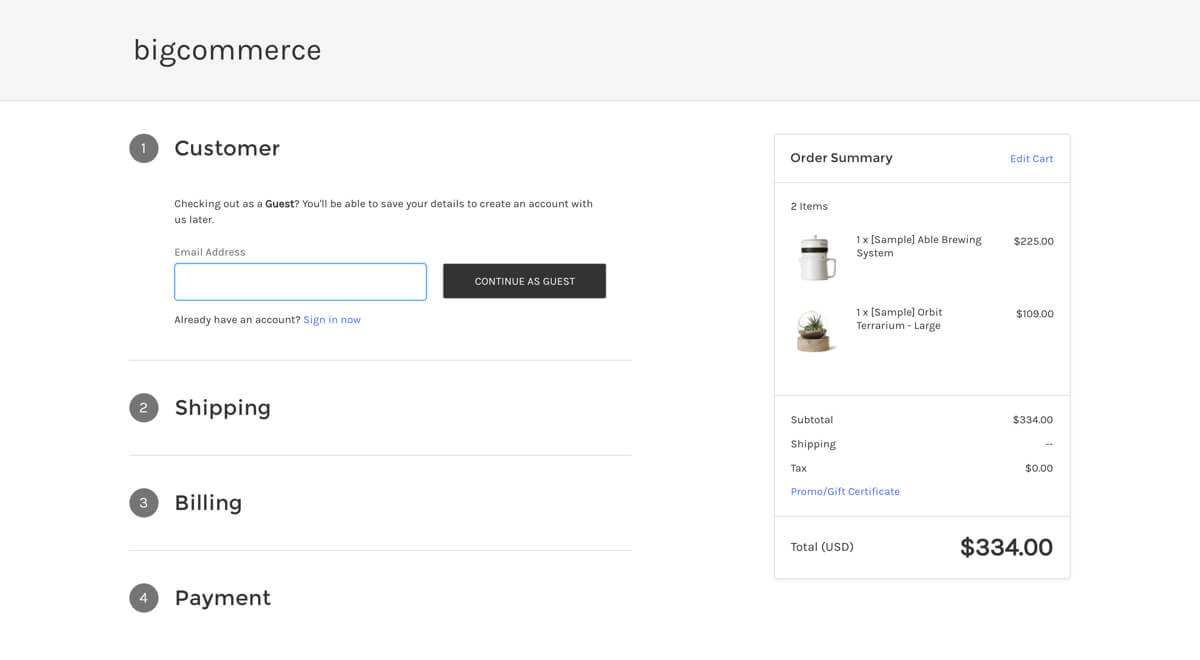 bigcommerce
1
Customer
Checking out as a Guest? You'll be able to save your details to create an account with
us later.
Email Address
CONTINUE AS GUEST
Already have an account? Sign in now
2
Shipping
3
Billing
4
Payment
Order Summary
Edit Cart
2 Items
1 x [Sample] Able Brewing
System
$225.00
1 x [Sample] Orbit
Terrarium - Large
$109.00
Subtotal
$334.00
Shipping
--
Tax
$0.00
Promo/Gift Certificate
Total (USD)
$334.00